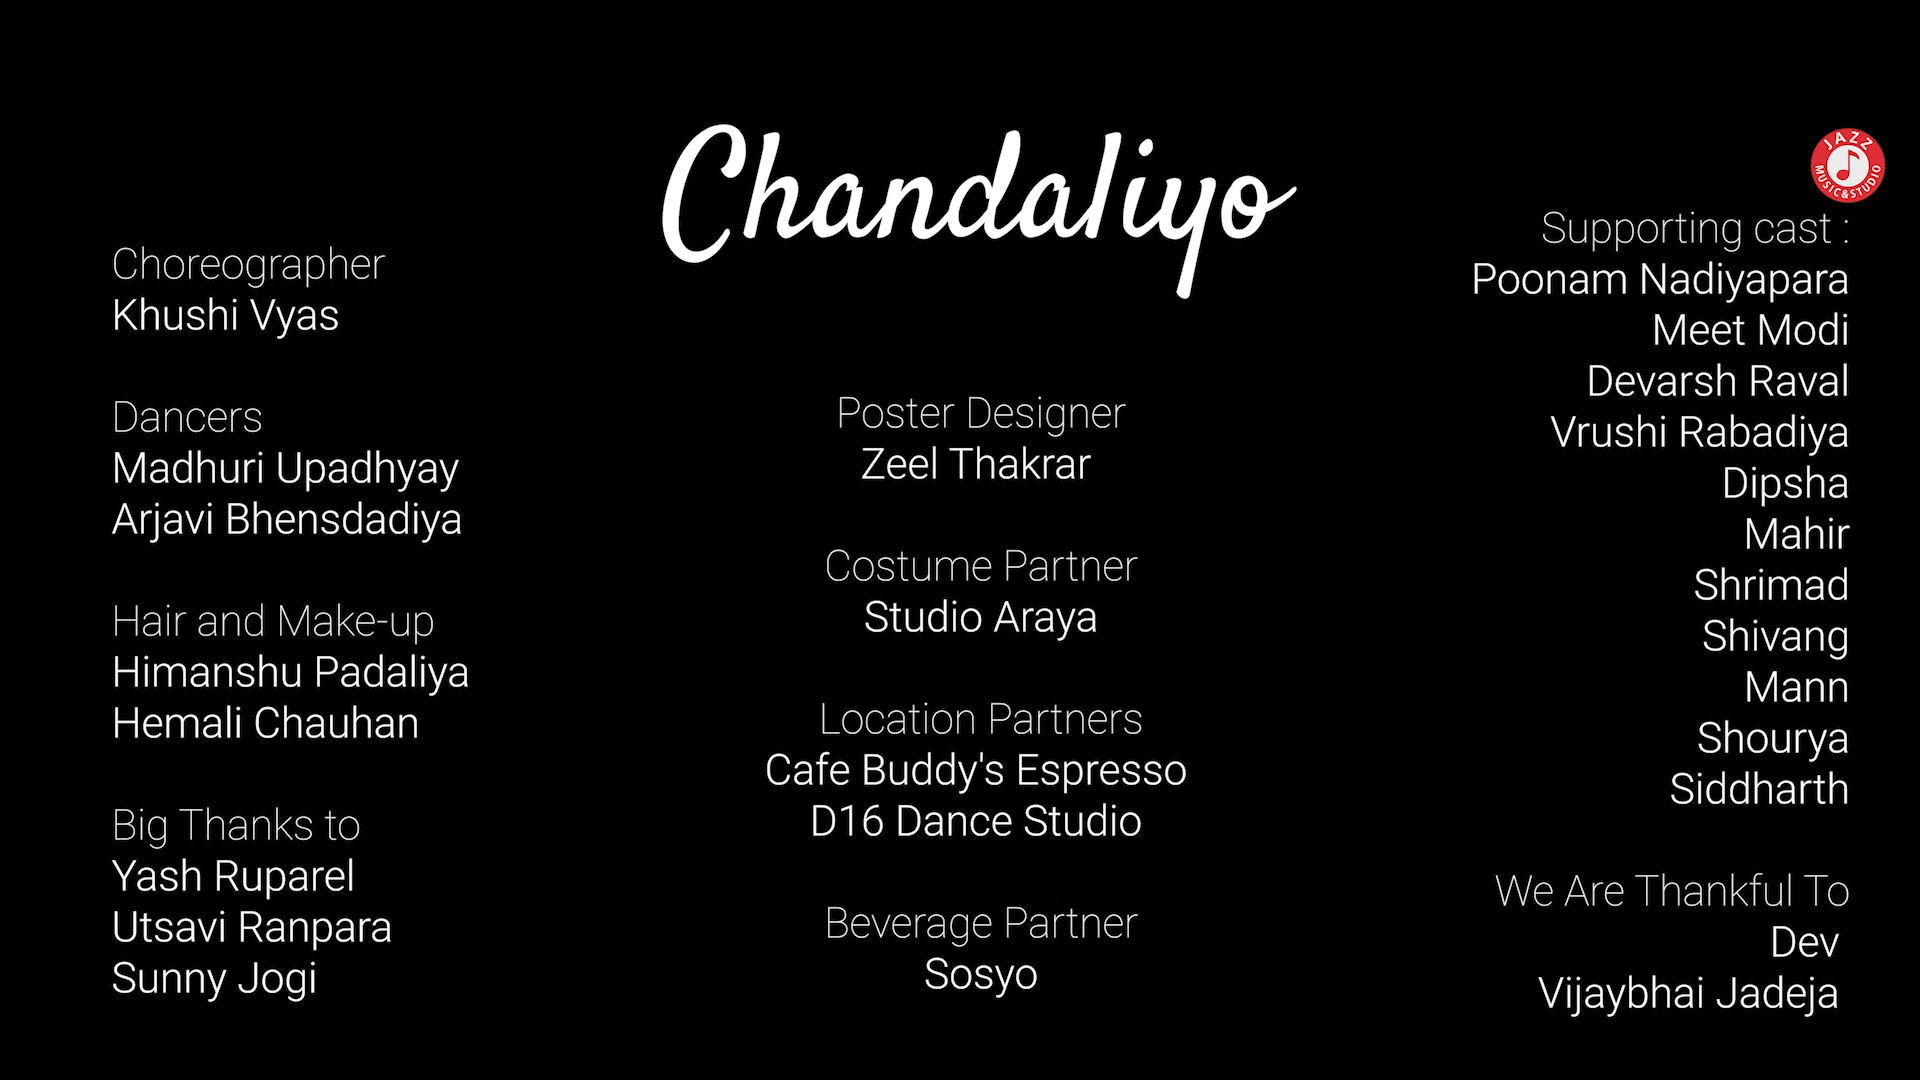 Chandaliyo
JAZZ
MUSIC&STUDIO
Choreographer
Khushi Vyas
Dancers
Madhuri Upadhyay
Arjavi Bhensdadiya
Hair and Make-up
Himanshu Padaliya
Hemali Chauhan
Big Thanks to
Yash Ruparel
Utsavi Ranpara
Sunny Jogi
Poster Designer
Zeel Thakrar
Costume Partner
Studio Araya
Location Partners
Cafe Buddy's Espresso
D16 Dance Studio
Beverage Partner
Sosyo
Supporting cast :
Poonam Nadiyapara
Meet Modi
Devarsh Raval
Vrushi Rabadiya
Dipsha
Mahir
Shrimad
Shivang
Mann
Shourya
Siddharth
We Are Thankful To
Dev
Vijaybhai Jadeja